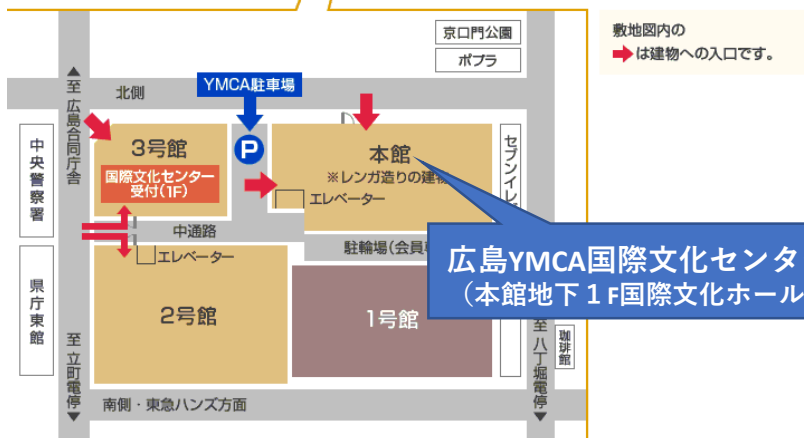 京口門公園
ポプラ
敷地図内の
➡は建物への入口です。
▲至 広島合同庁舎
北側
YMCA駐車場
中央警察署
3号館
国際文化センター
受付(1F)
P
本館
※レンガ造りの建物
エレベーター
セブンイレ
中通路
エレベーター
駐輪場(会員
広島YMCA国際文化センタ
(本館地下１F国際文化ホール
県庁東館
2号館
1号館
至 立町電停▼
至 八丁堀電停▼
珈琲館
南側・東急ハンズ方面